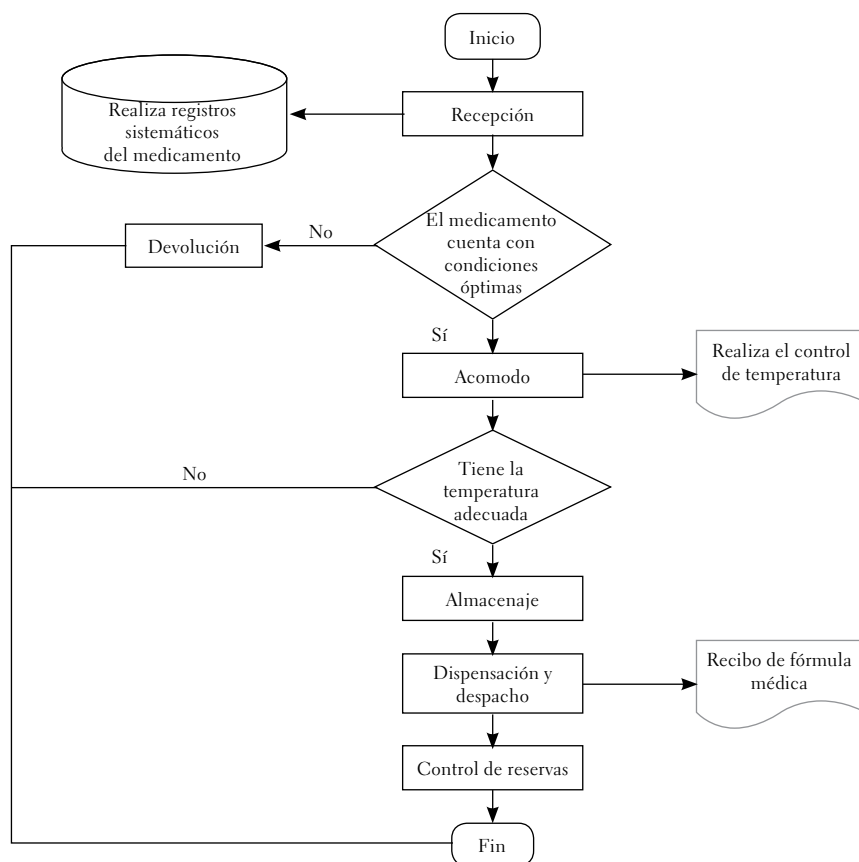 Inicio
Realiza registros
sistemáticos
del medicamento
Recepción
El medicamento
cuenta con
condiciones
óptimas
No
Devolución
Sí
Acomodo
Realiza el control
de temperatura
Tiene la
temperatura
adecuada
No
Sí
Almacenaje
Dispensación y
despacho
Recibo de fórmula
médica
Control de reservas
Fin